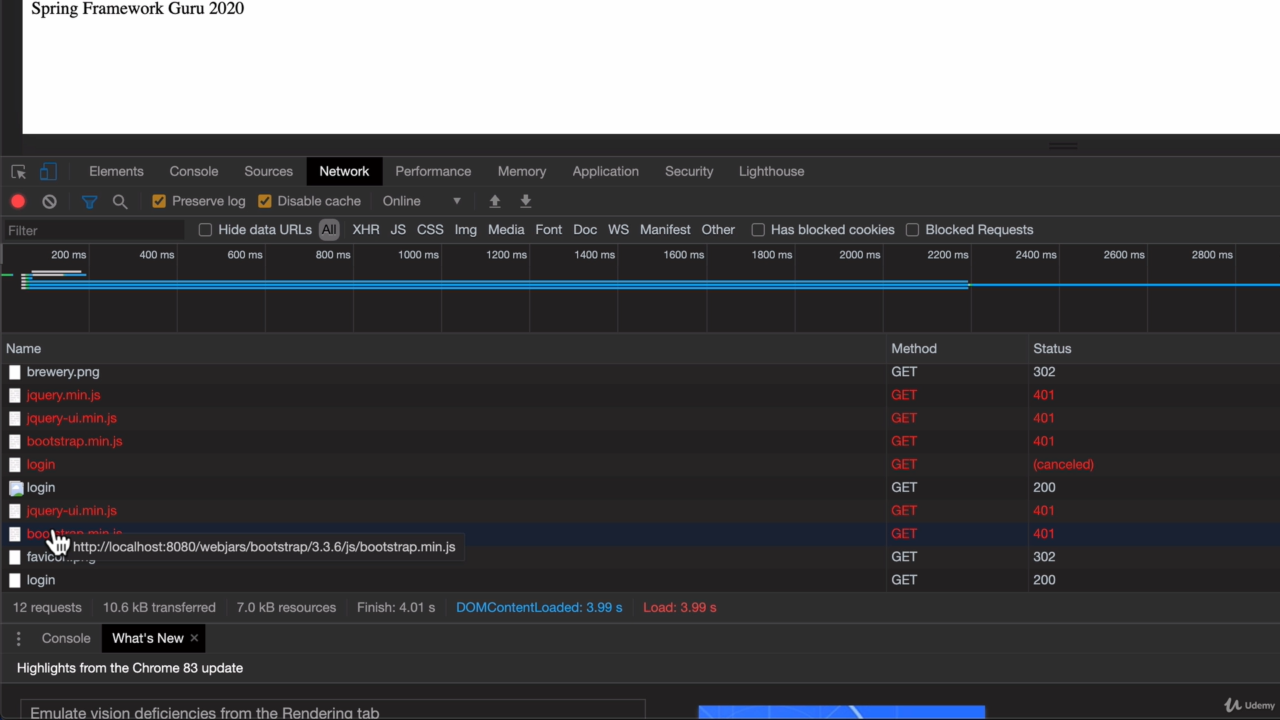 Spring Framework Guru 2020
Elements Console Sources Network Performance Memory Application Security Lighthouse
Preserve log Disable cache Online
Filter Hide data URLs All XHR JS CSS Img Media Font Doc WS Manifest Other Has blocked cookies Blocked Requests
200 ms 400 ms 600 ms 800 ms 1000 ms 1200 ms 1400 ms 1600 ms 1800 ms 2000 ms 2200 ms 2400 ms 2600 ms 2800 ms
Name Method Status
brewery.png GET 302
jquery.min.js GET 401
jquery-ui.min.js GET 401
bootstrap.min.js GET 401
login GET (canceled)
login GET 200
jquery-ui.min.js GET 401
bootstrap.min.js GET 401
http://localhost:8080/webjars/bootstrap/3.3.6/js/bootstrap.min.js
favicon.png GET 302
login GET 200
12 requests 10.6 kB transferred 7.0 kB resources Finish: 4.01 s DOMContentLoaded: 3.99 s Load: 3.99 s
Console What's New ×
Highlights from the Chrome 83 update
Emulate vision deficiencies from the Rendering tab
Udemy